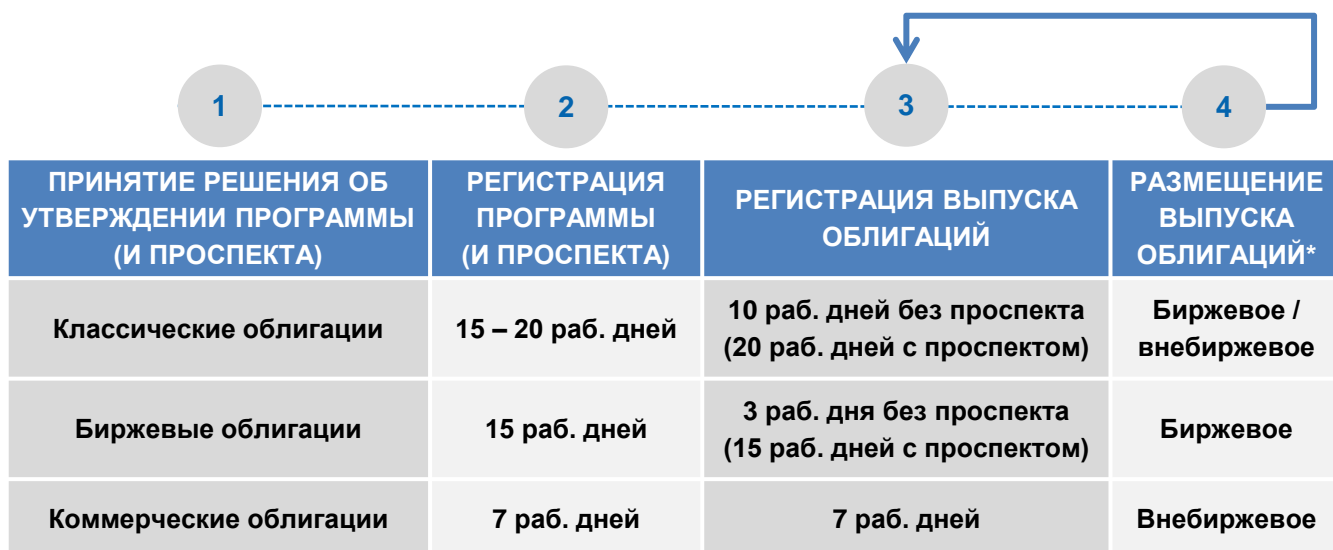 1
2
3
4
ПРИНЯТИЕ РЕШЕНИЯ ОБ
УТВЕРЖДЕНИИ ПРОГРАММЫ
(И ПРОСПЕКТА)
РЕГИСТРАЦИЯ
ПРОГРАММЫ
(И ПРОСПЕКТА)
РЕГИСТРАЦИЯ ВЫПУСКА
ОБЛИГАЦИЙ
РАЗМЕЩЕНИЕ
ВЫПУСКА
ОБЛИГАЦИЙ*
Классические облигации
15 – 20 раб. дней
10 раб. дней без проспекта
(20 раб. дней с проспектом)
Биржевое /
внебиржевое
Биржевые облигации
15 раб. дней
3 раб. дня без проспекта
(15 раб. дней с проспектом)
Биржевое
Коммерческие облигации
7 раб. дней
7 раб. дней
Внебиржевое